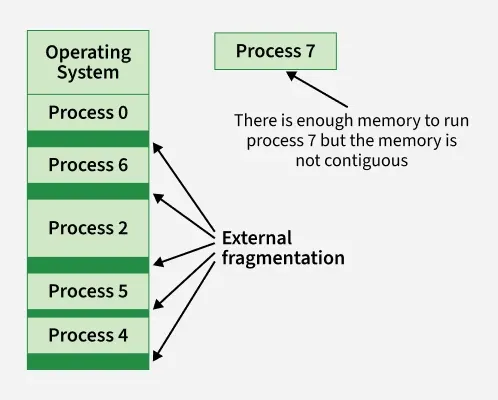 Operating
System
Process 0
Process 6
Process 2
Process 5
Process 4
Process 7
There is enough memory to run
process 7 but the memory is
not contiguous
External
fragmentation